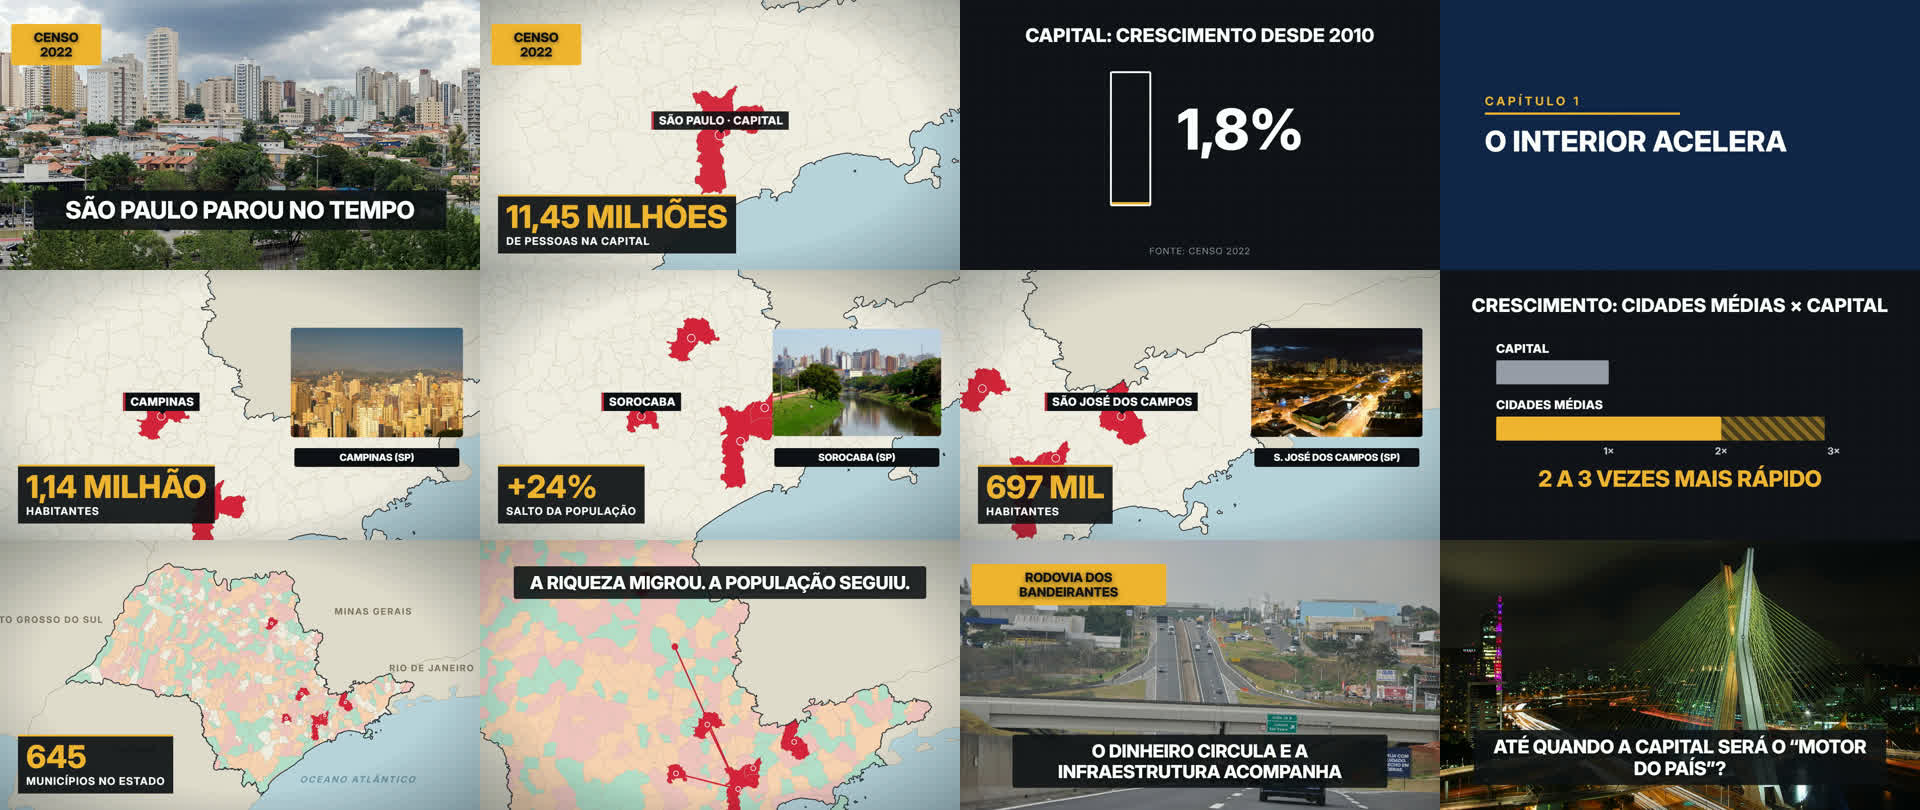 CENSO
2022
SÃO PAULO PAROU NO TEMPO
CENSO
2022
SÃO PAULO · CAPITAL
11,45 MILHÕES
DE PESSOAS NA CAPITAL
CAPITAL: CRESCIMENTO DESDE 2010
1,8%
FONTE: CENSO 2022
CAPÍTULO 1
O INTERIOR ACELERA
CAMPINAS
CAMPINAS (SP)
1,14 MILHÃO
HABITANTES
SOROCABA
SOROCABA (SP)
+24%
SALTO DA POPULAÇÃO
SÃO JOSÉ DOS CAMPOS
S. JOSÉ DOS CAMPOS (SP)
697 MIL
HABITANTES
CRESCIMENTO: CIDADES MÉDIAS × CAPITAL
CAPITAL
CIDADES MÉDIAS
1× 2× 3×
2 A 3 VEZES MAIS RÁPIDO
MINAS GERAIS
TO GROSSO DO SUL
RIO DE JANEIRO
645
MUNICÍPIOS NO ESTADO
OCEANO ATLÂNTICO
A RIQUEZA MIGROU. A POPULAÇÃO SEGUIU.
RODOVIA DOS
BANDEIRANTES
O DINHEIRO CIRCULA E A
INFRAESTRUTURA ACOMPANHA
ATÉ QUANDO A CAPITAL SERÁ O “MOTOR
DO PAÍS”?